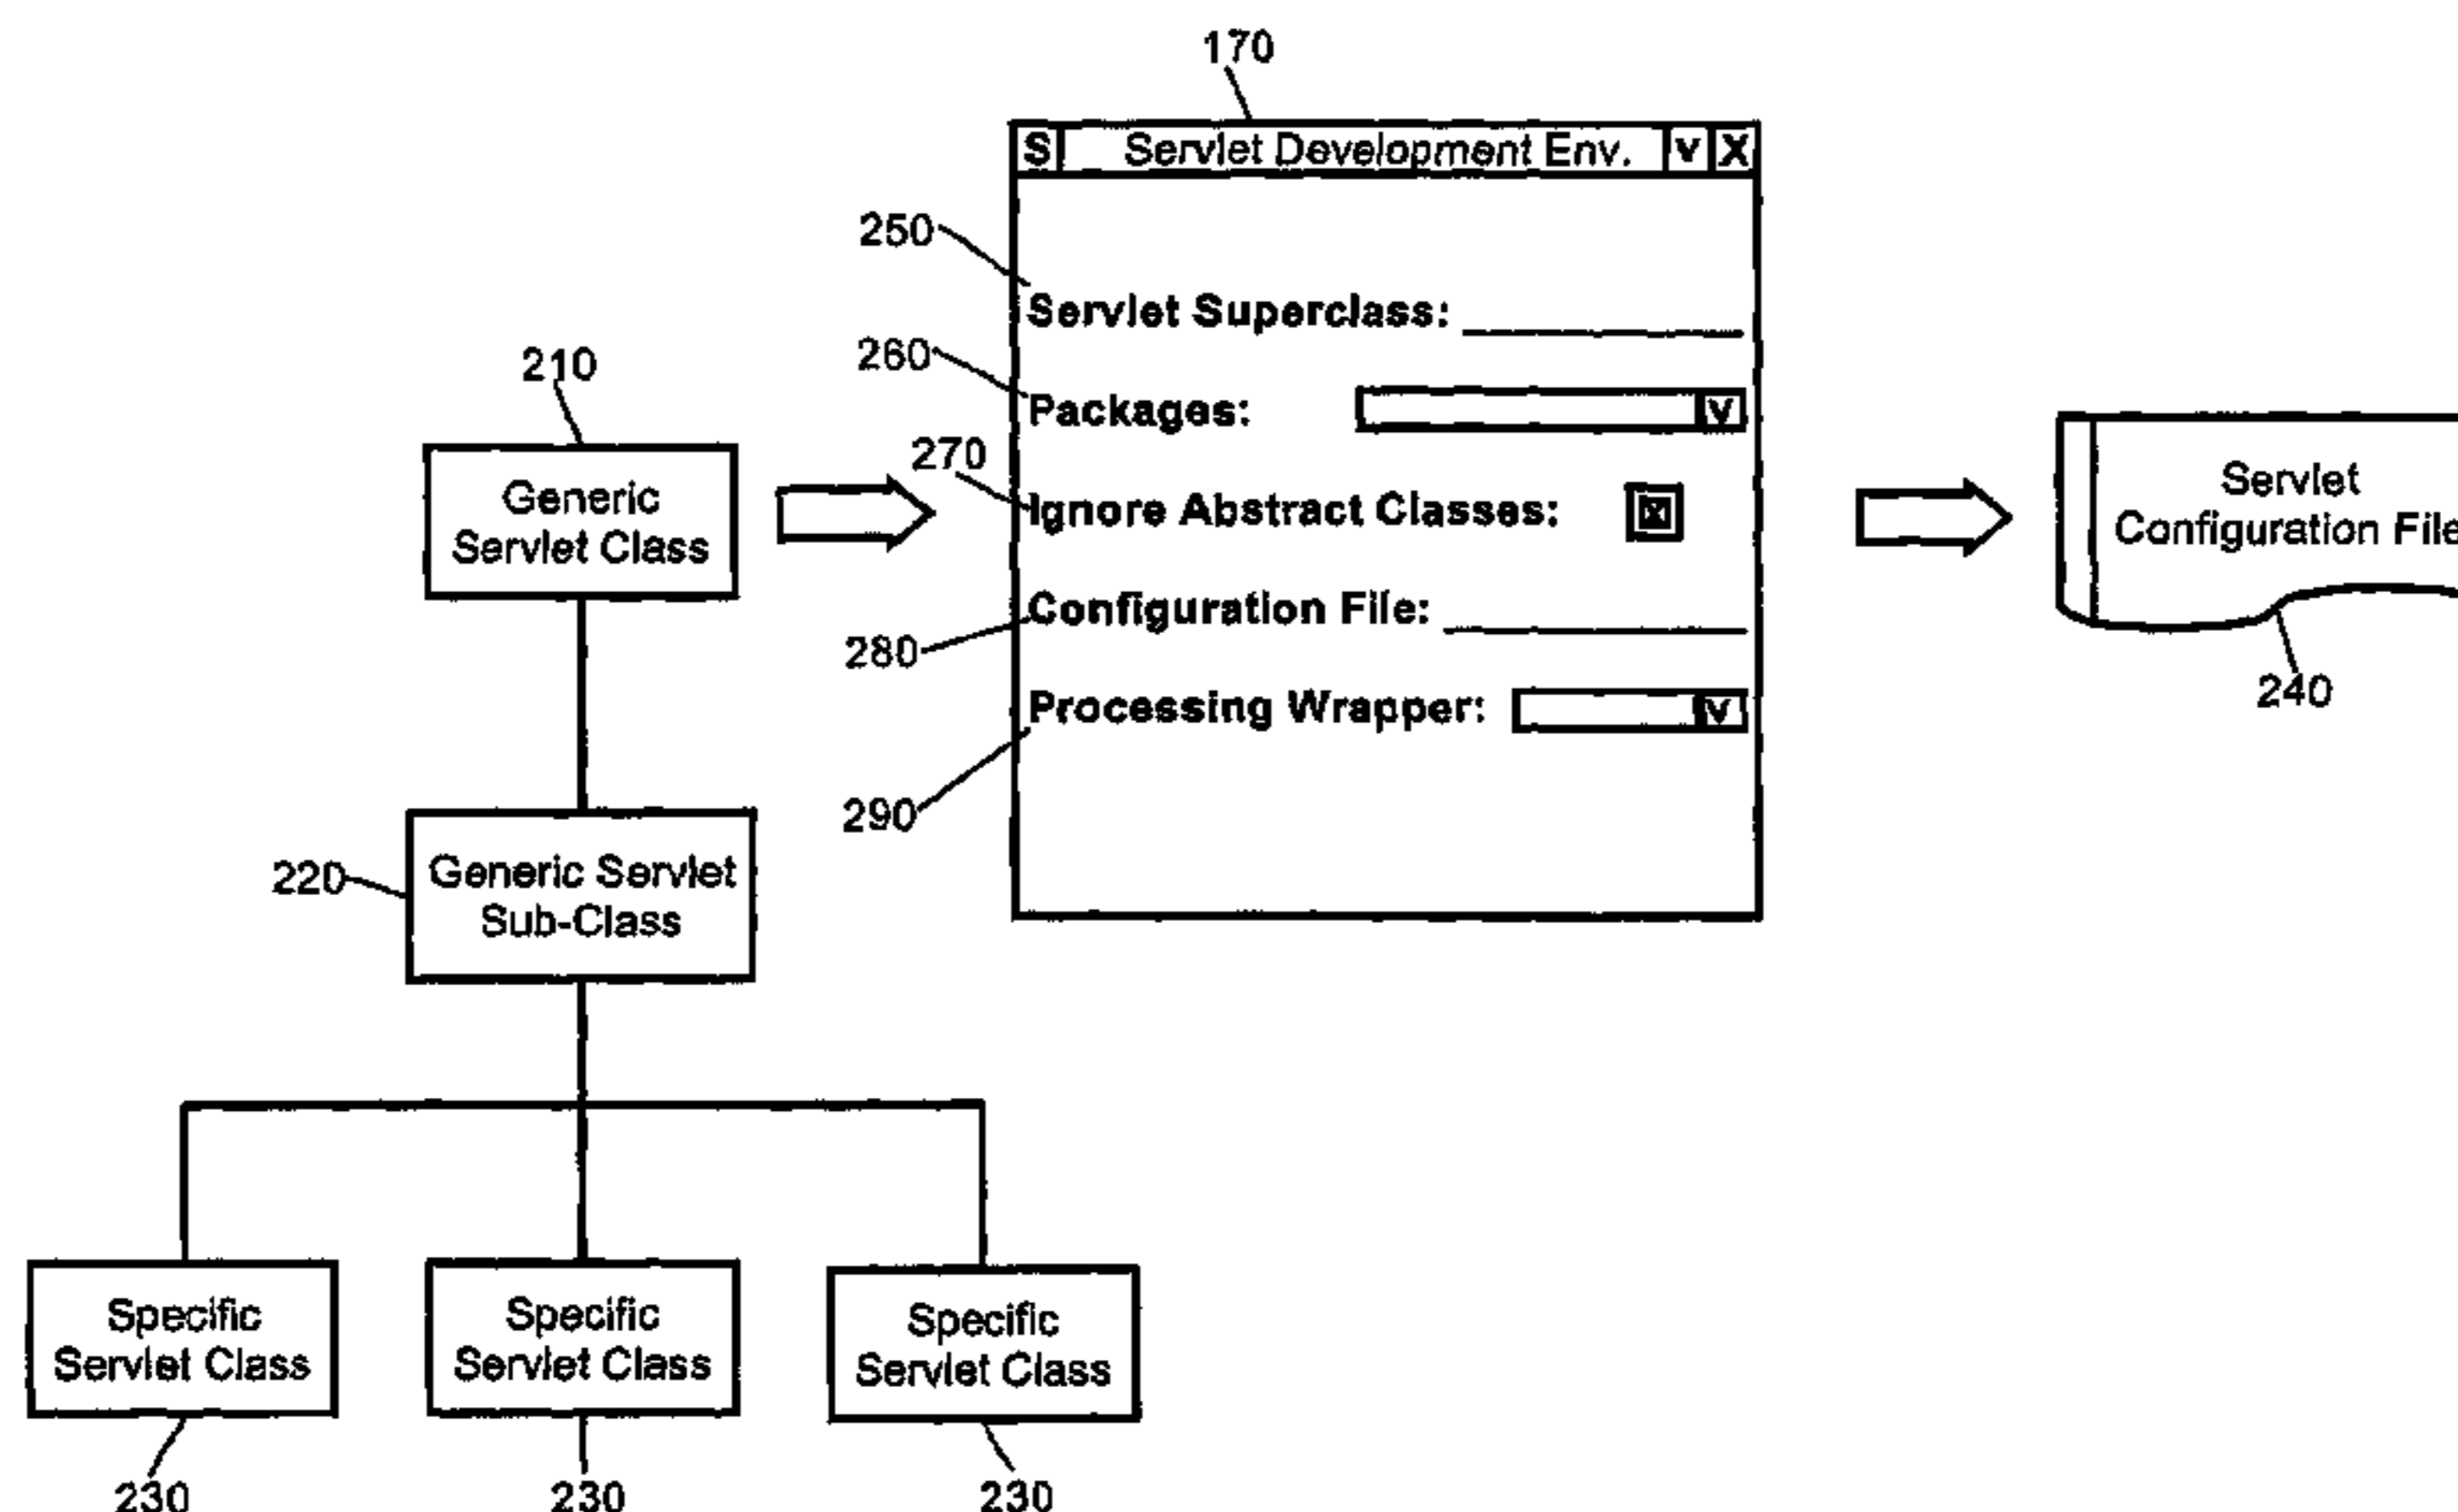 170
S Servlet Development Env. V X
250
Servlet Superclass:
260
Packages: V
270
Ignore Abstract Classes: X
Configuration File:
280
Processing Wrapper: V
290
210
Generic
Servlet Class
220
Generic Servlet
Sub-Class
Specific
Servlet Class
230
Specific
Servlet Class
230
Specific
Servlet Class
230
Servlet
Configuration File
240